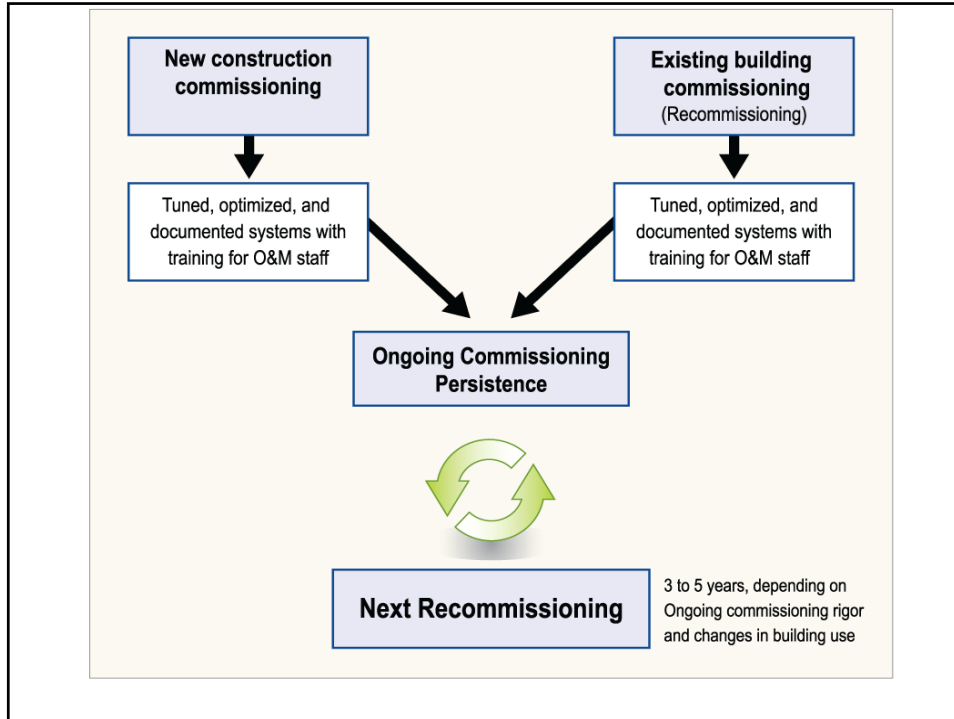 New construction
commissioning
Existing building
commissioning
(Recommissioning)
Tuned, optimized, and
documented systems with
training for O&M staff
Tuned, optimized, and
documented systems with
training for O&M staff
Ongoing Commissioning
Persistence
Next Recommissioning
3 to 5 years, depending on
Ongoing commissioning rigor
and changes in building use